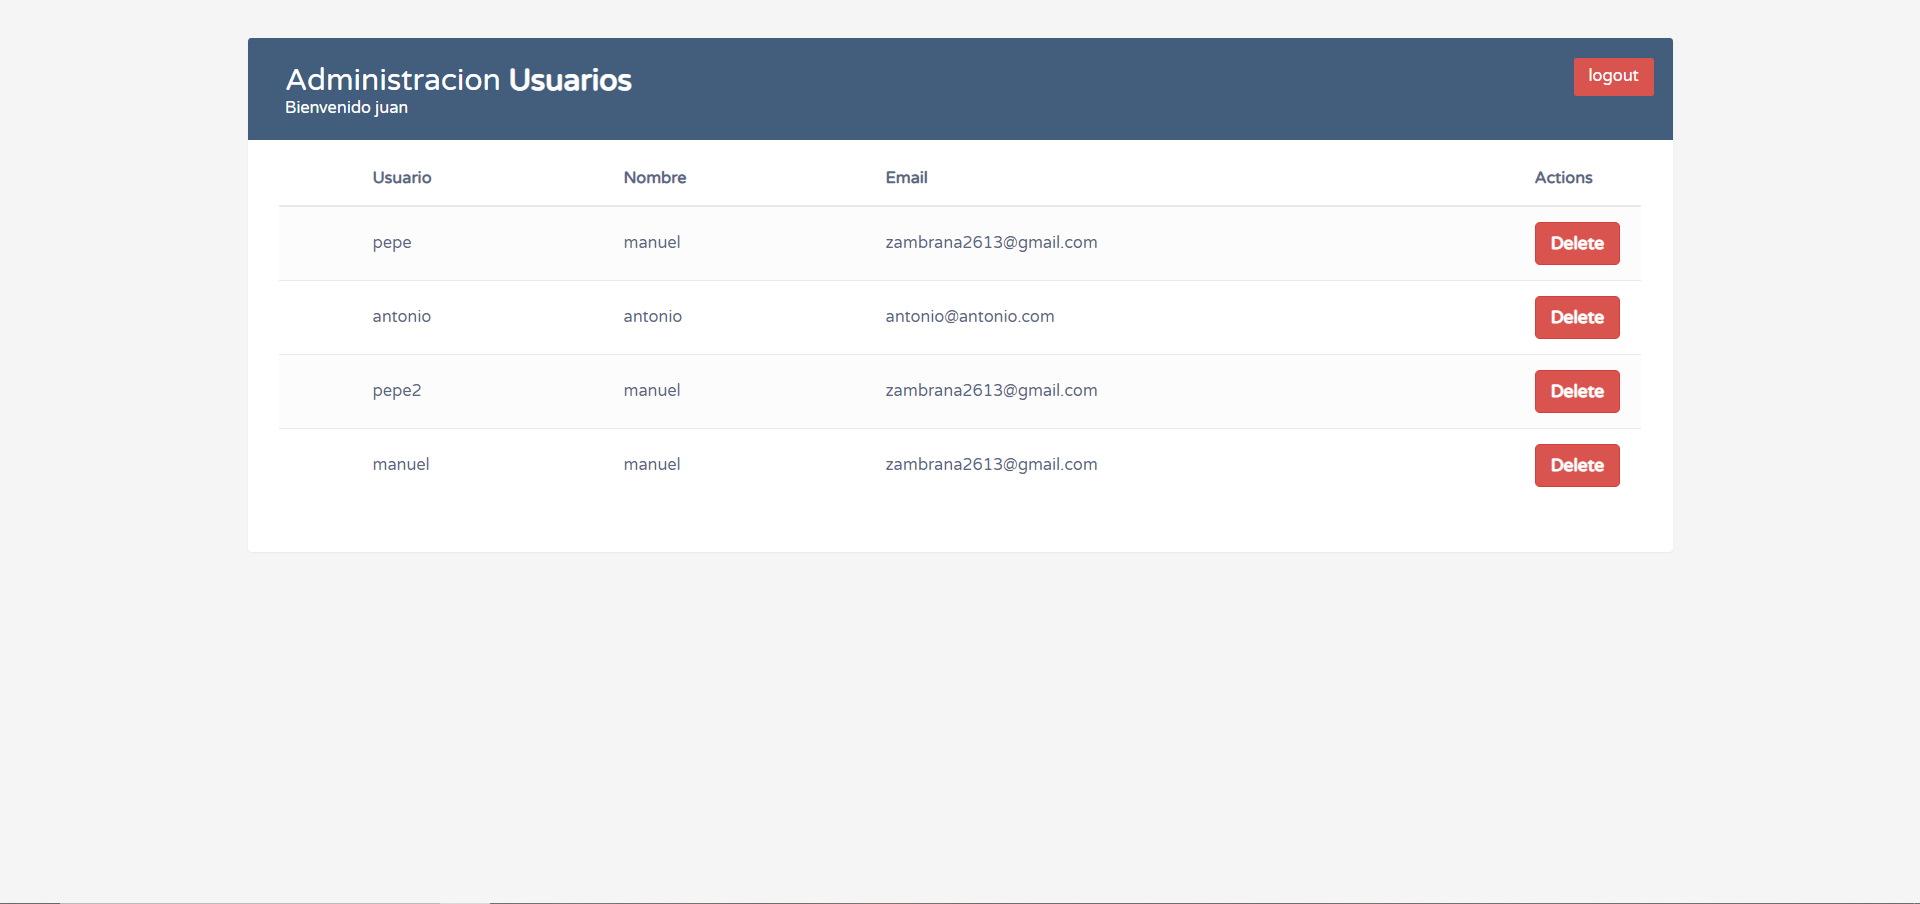 Administracion Usuarios
logout
Bienvenido juan
Usuario Nombre Email Actions
pepe manuel zambrana2613@gmail.com Delete
antonio antonio antonio@antonio.com Delete
pepe2 manuel zambrana2613@gmail.com Delete
manuel manuel zambrana2613@gmail.com Delete